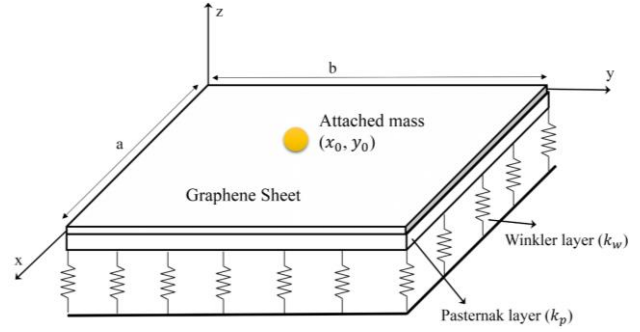 z
b
y
a
Attached mass
(x₀, y₀)
Graphene Sheet
Winkler layer (k_w)
x
Pasternak layer (k_p)